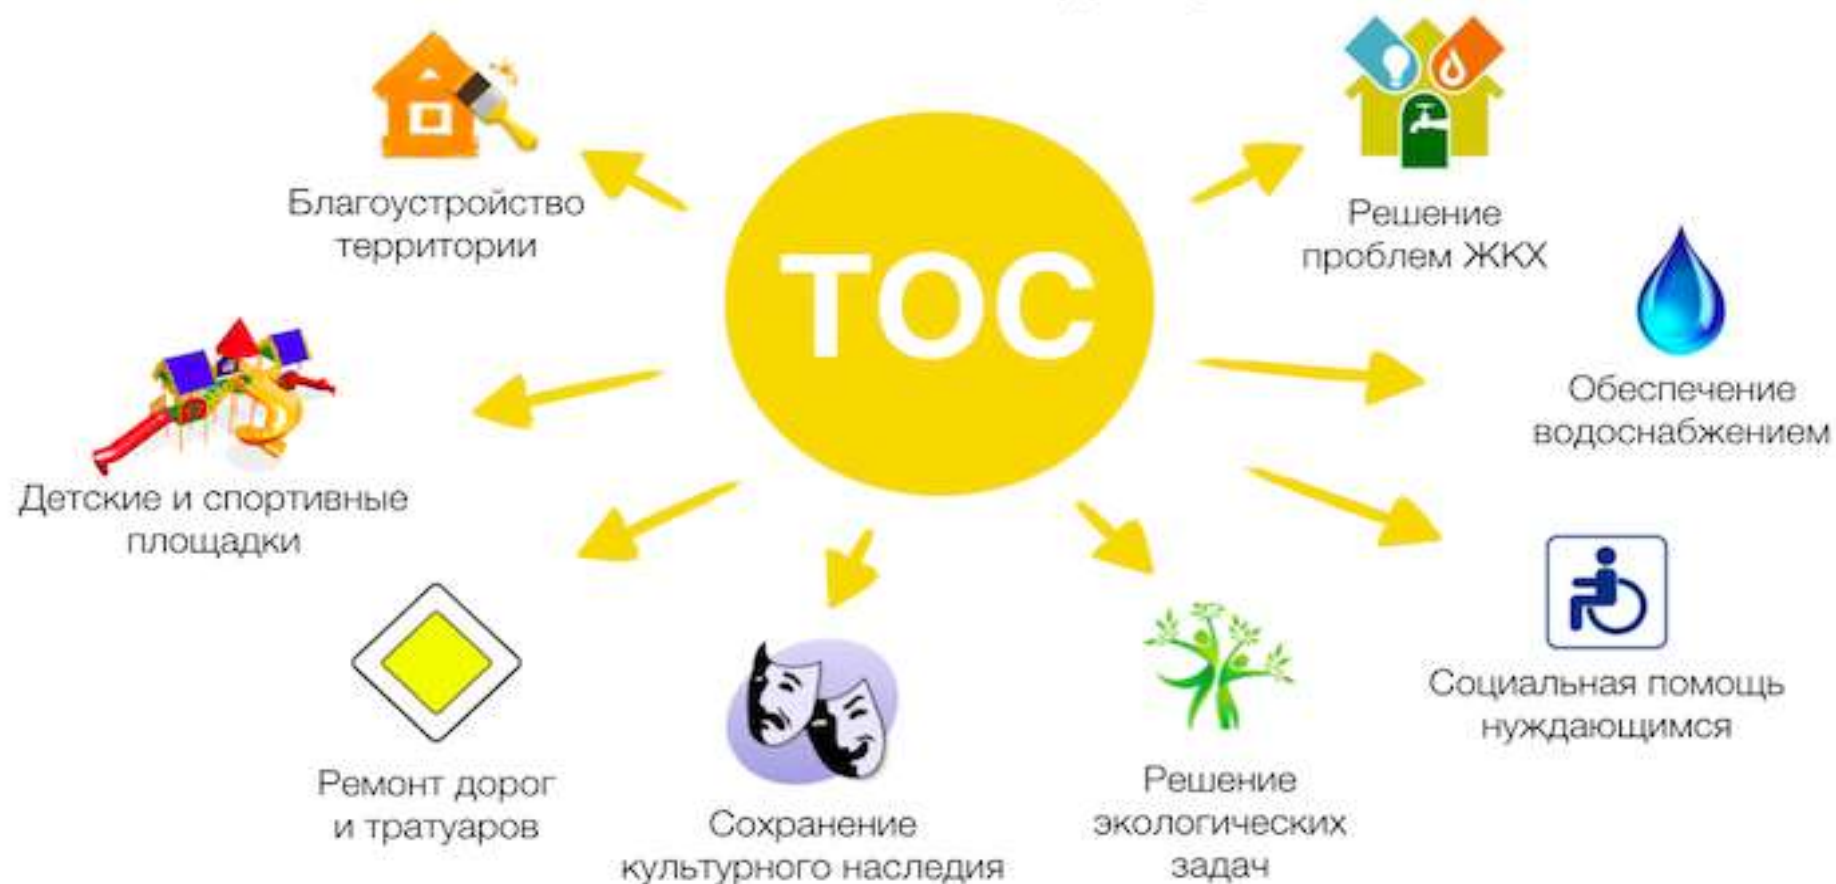 ТОС
Благоустройство
территории
Решение
проблем ЖКХ
Детские и спортивные
площадки
Обеспечение
водоснабжением
Ремонт дорог
и тратуаров
Сохранение
культурного наследия
Решение
экологических
задач
Социальная помощь
нуждающимся